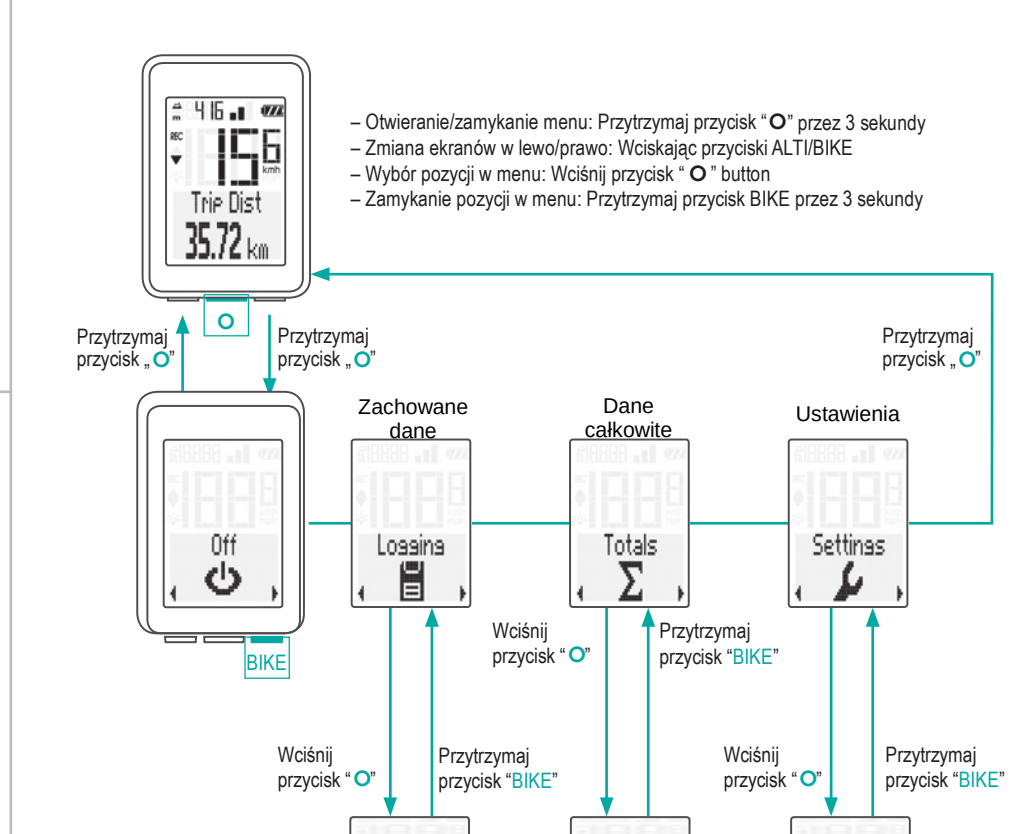 416
REC
156
kmh
Trip Dist
35.72 km
– Otwieranie/zamykanie menu: Przytrzymaj przycisk “O” przez 3 sekundy
– Zmiana ekranów w lewo/prawo: Wciskając przyciski ALTI/BIKE
– Wybór pozycji w menu: Wciśnij przycisk “ O ” button
– Zamykanie pozycji w menu: Przytrzymaj przycisk BIKE przez 3 sekundy
O
Przytrzymaj
przycisk „ O”
Przytrzymaj
przycisk „ O”
Przytrzymaj
przycisk „ O”
Zachowane
dane
Dane
całkowite
Ustawienia
Off
Logging
Totals
Settings
BIKE
Wciśnij
przycisk “ O”
Przytrzymaj
przycisk “BIKE”
Wciśnij
przycisk “ O”
Przytrzymaj
przycisk “BIKE”
Wciśnij
przycisk “ O”
Przytrzymaj
przycisk “BIKE”